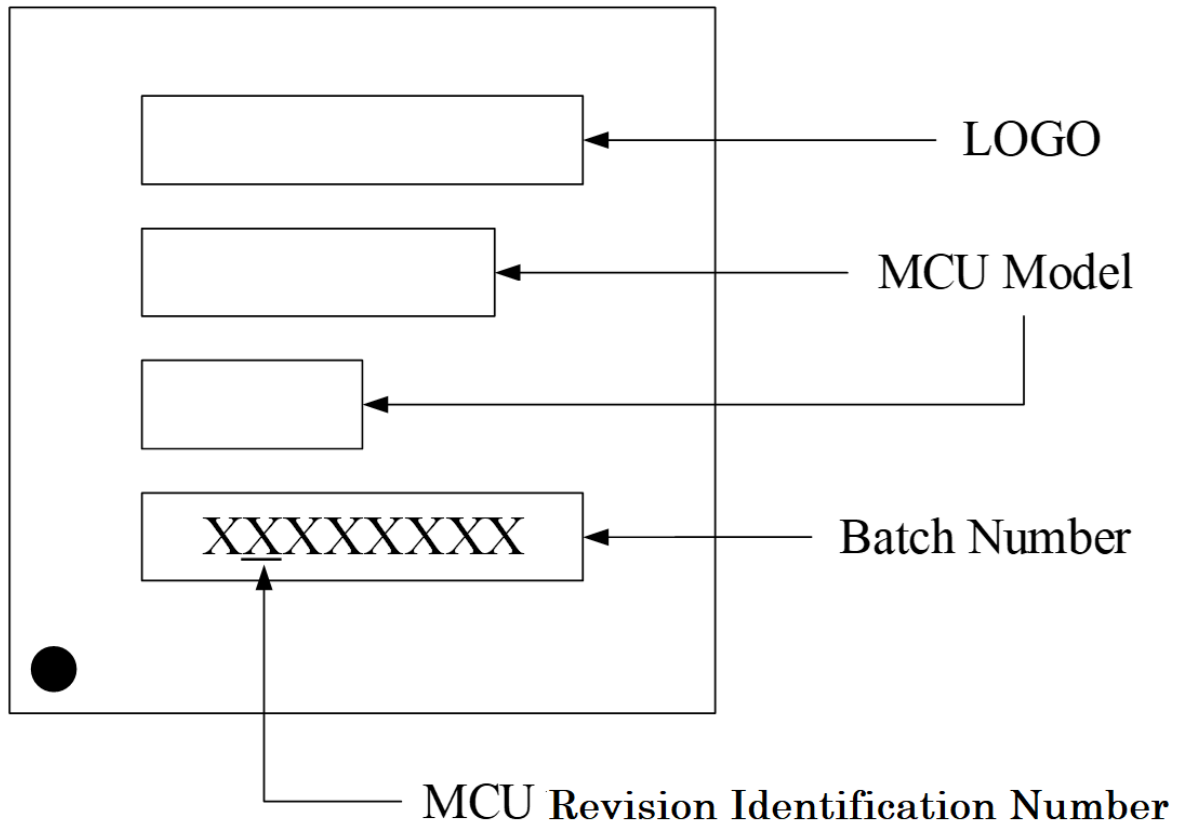 LOGO
MCU Model
XXXXXXXX
Batch Number
MCU Revision Identification Number